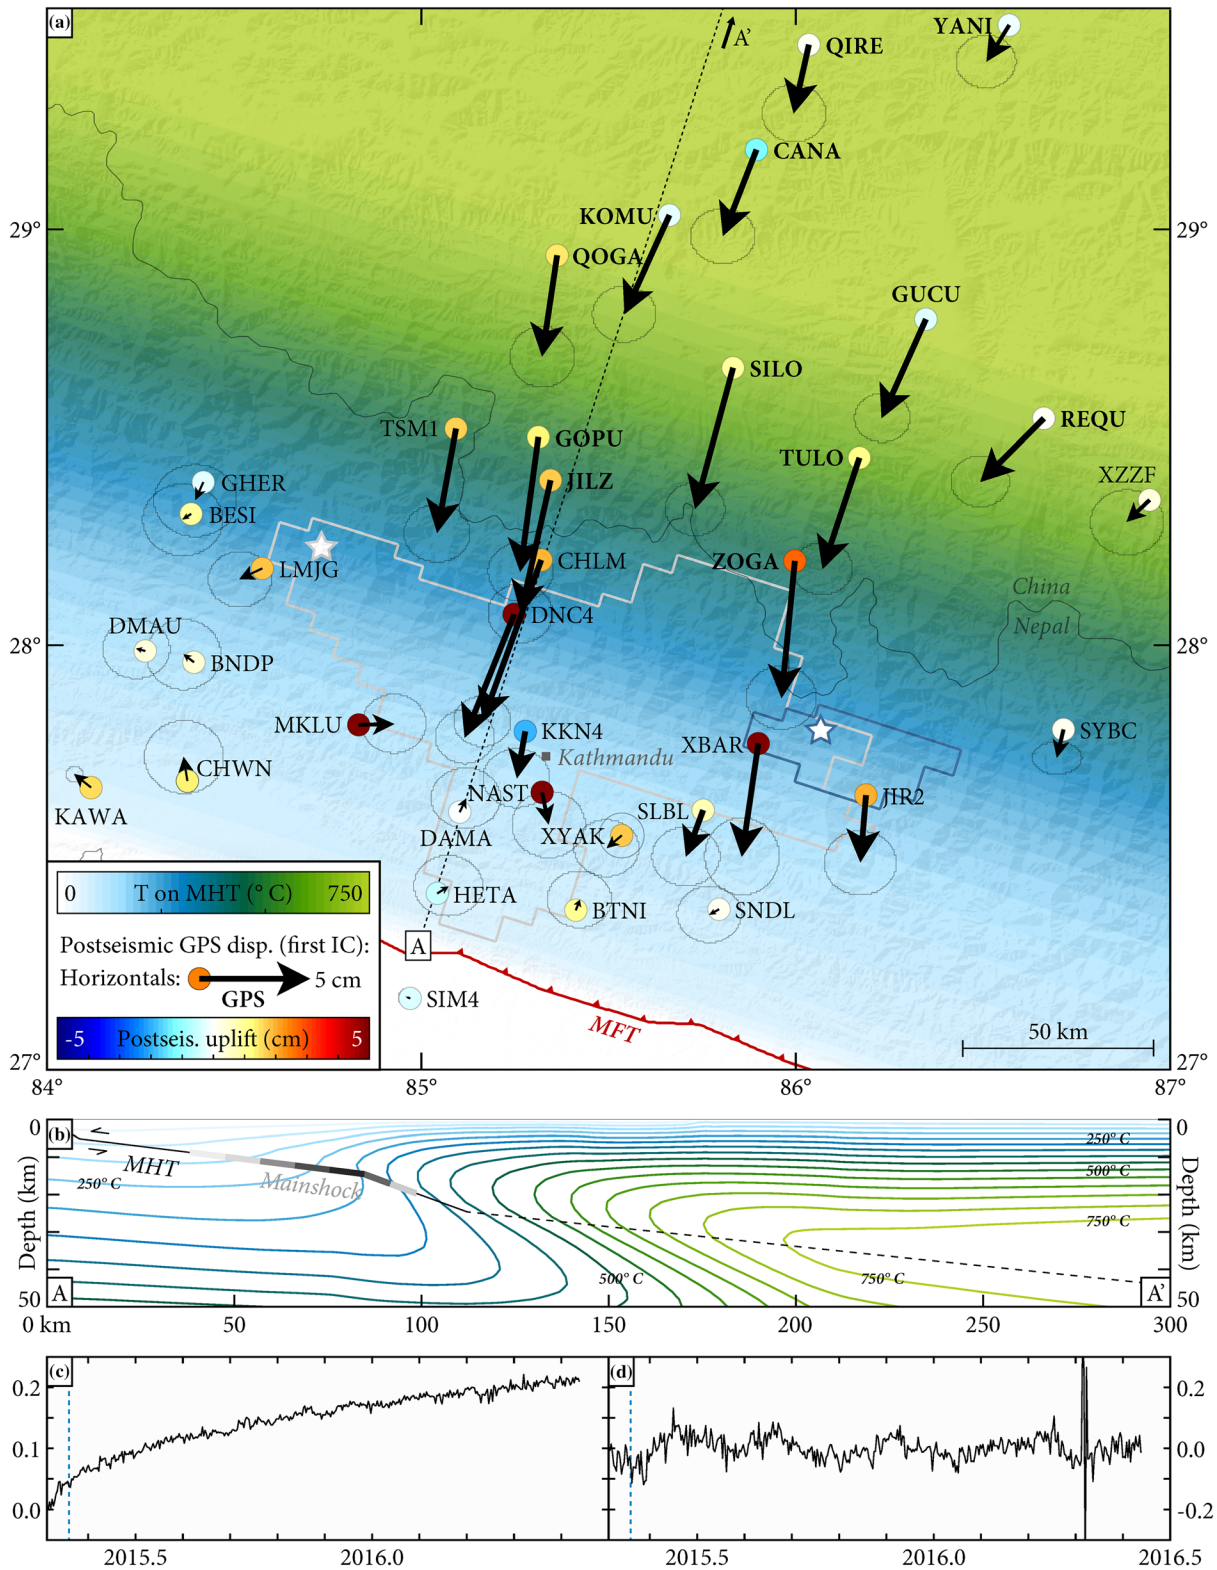 (a)
A'
YANI
QIRE
CANA
KOMU
29°
29°
QOGA
GUCU
SILO
TSM1
GOPU
REQU
TULO
XZZF
GHER
JILZ
BESI
CHLM
ZOGA
LMJG
China
DNC4
Nepal
DMAU
28°
28°
BNDP
MKLU
KKN4
XBAR
SYBC
Kathmandu
CHWN
NAST
JIR2
KAWA
DAMA
XYAK
SLBL
0 T on MHT (° C) 750
HETA
BTNI
SNDL
Postseismic GPS disp. (first IC):
A
Horizontals: 5 cm
GPS
SIM4
-5 Postseis. uplift (cm) 5
MFT
50 km
27°
27°
84°
85°
86°
87°
0
(b)
0
250° C
MHT
500° C
250° C
Mainshock
750° C
Depth (km)
Depth (km)
500° C
750° C
50
A
A'
50
0 km
50
100
150
200
250
300
(c)
(d)
0.2
0.2
0.1
0.0
0.0
-0.2
2015.5
2016.0
2015.5
2016.0
2016.5